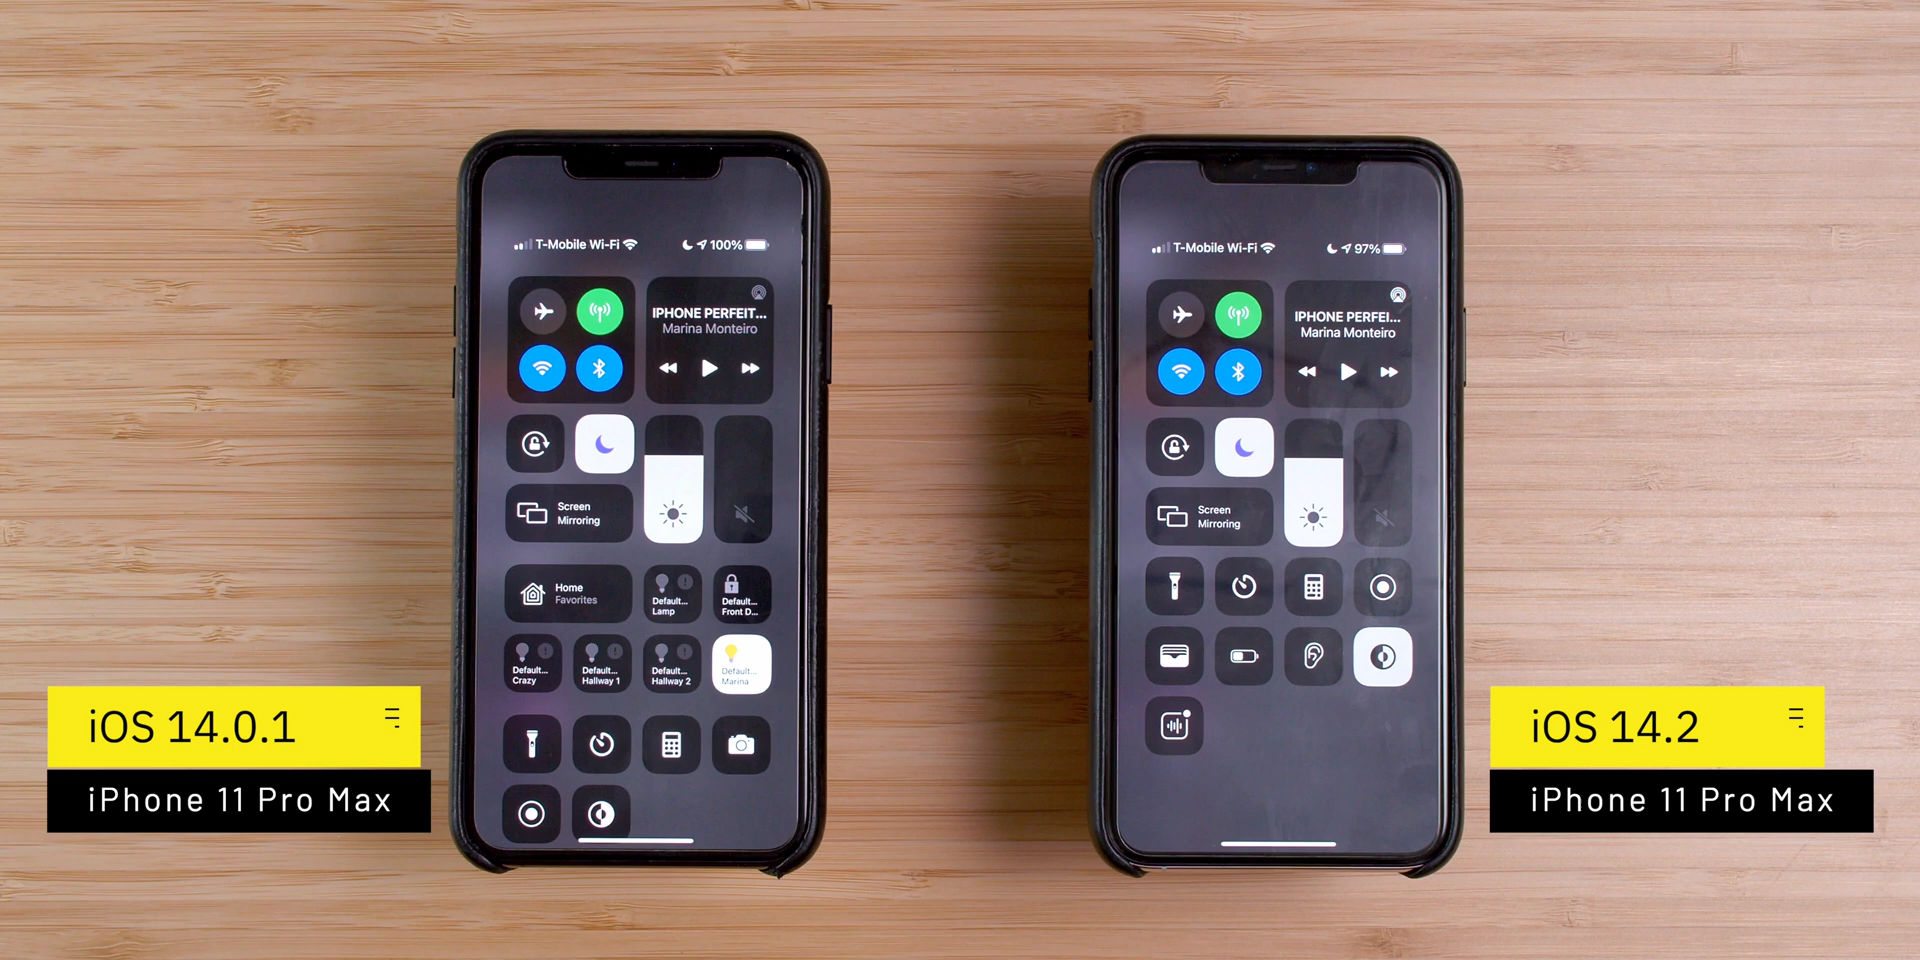 T-Mobile Wi-Fi 100%
IPHONE PERFEIT...
Marina Monteiro
Screen
Mirroring
Home
Favorites
Default...
Lamp
Default...
Front D...
Default...
Crazy
Default...
Hallway 1
Default...
Hallway 2
Default...
Marina
T-Mobile Wi-Fi 97%
IPHONE PERFEI...
Marina Monteiro
Screen
Mirroring
iOS 14.0.1
iPhone 11 Pro Max
iOS 14.2
iPhone 11 Pro Max